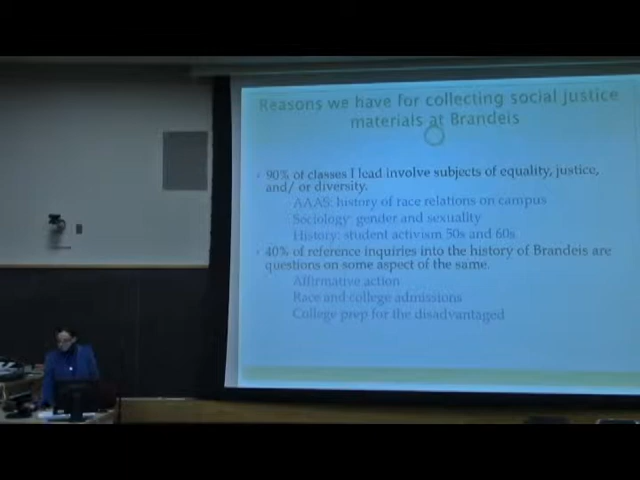 Reasons we have for collecting social justice
materials at Brandeis
90% of classes I lead involve subjects of equality, justice,
and/ or diversity.
AAAS: history of race relations on campus
Sociology: gender and sexuality
History: student activism 50s and 60s
40% of reference inquiries into the history of Brandeis are
questions on some aspect of the same.
Affirmative action
Race and college admissions
College prep for the disadvantaged